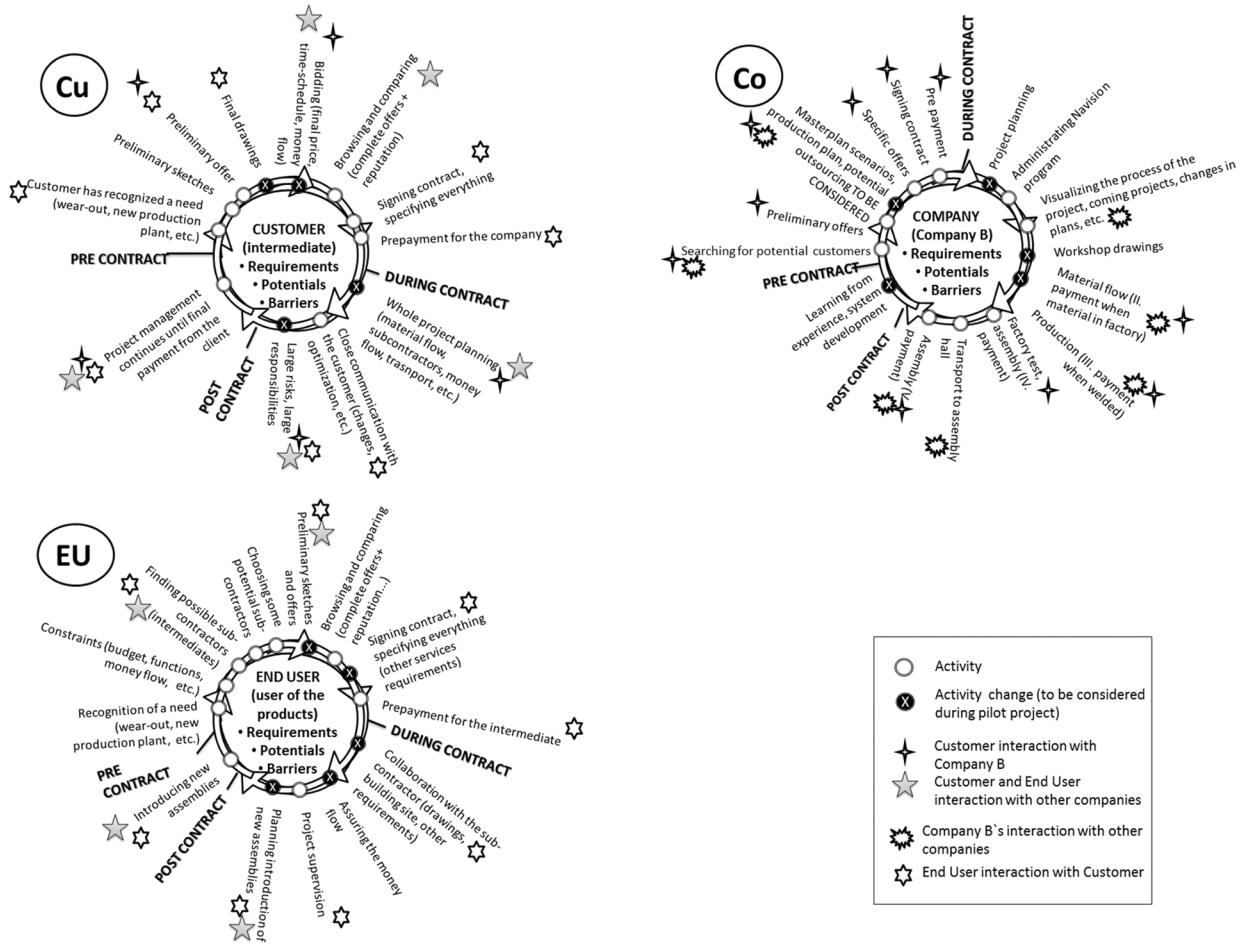 Cu
Customer has recognized a need
(wear-out, new production
plant, etc.)
Preliminary sketches
Preliminary offer
Final drawings
Bidding (final price,
time-schedule, money
flow)
Browsing and comparing
(complete offers +
reputation)
Signing contract,
specifying everything
Prepayment for the company
DURING CONTRACT
Whole project planning
(material flow,
subcontractors, money
flow, trasnport, etc.)
Close communication with
the customer (changes,
optimization, etc.)
Large risks, large
responsibilities
POST
CONTRACT
Project management
continues until final
payment from the
client
PRE CONTRACT
CUSTOMER
(intermediate)
• Requirements
• Potentials
• Barriers
Co
Searching for potential customers
Preliminary offers
Masterplan scenarios,
production plan, potential
outsourcing TO BE
CONSIDERED
Specific offers
Signing contract
Pre payment
DURING CONTRACT
Project planning
Administrating Navision
program
Visualizing the process of the
project, coming projects, changes in
plans, etc.
Workshop drawings
Material flow (II.
payment when
material in factory)
Production (III. payment
when welded)
Factory test,
assembly (IV.
payment)
Transport to assembly
hall
Assembly (V.
payment)
POST CONTRACT
Learning from
experience, system
development
PRE CONTRACT
COMPANY
(Company B)
• Requirements
• Potentials
• Barriers
EU
Recognition of a need
(wear-out, new
production plant, etc.)
Constraints (budget, functions,
money flow, etc.)
Finding possible sub-
contractors
(intermediates)
Choosing some
potential sub-
contractors
Preliminary sketches
and offers
Browsing and comparing
(complete offers+
reputation...)
Signing contract,
specifying everything
(other services
requirements)
Prepayment for the intermediate
DURING CONTRACT
Collaboration with the sub-
contractor (drawings,
building site, other
requirements)
Assuring the money
flow
Project supervision
Planning introduction of
new assemblies
POST CONTRACT
Introducing new
assemblies
PRE
CONTRACT
END USER
(user of the
products)
• Requirements
• Potentials
• Barriers
Activity
X Activity change (to be considered
during pilot project)
Customer interaction with
Company B
Customer and End User
interaction with other companies
Company B`s interaction with other
companies
End User interaction with Customer